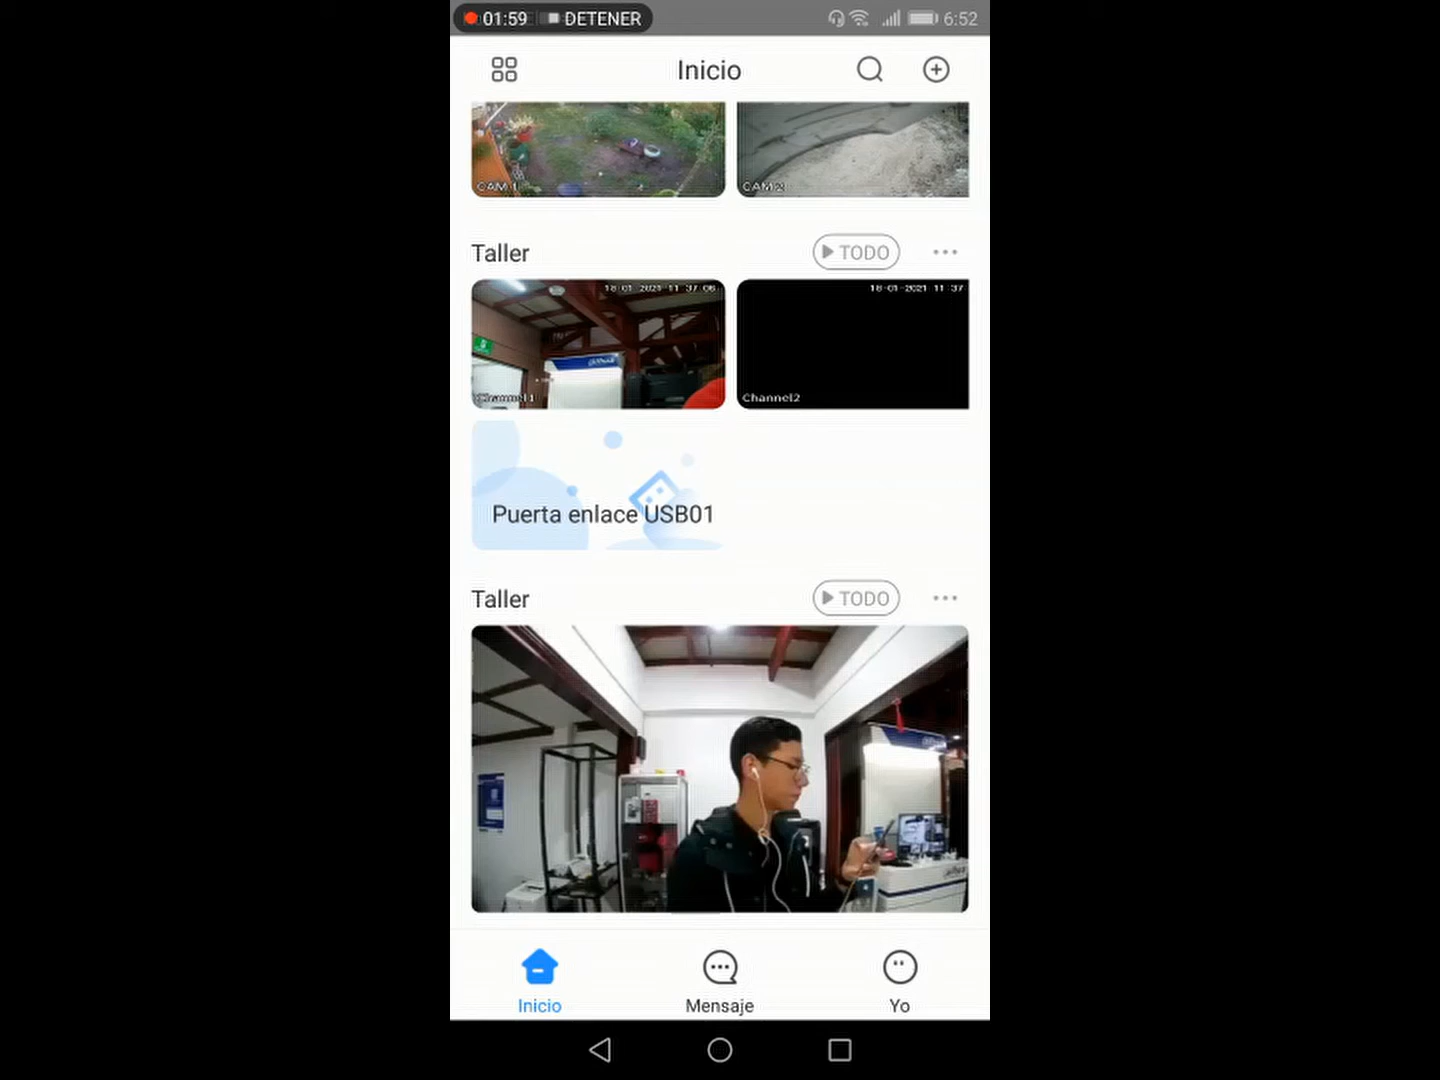 01:59 DETENER 6:52
Inicio
CAM 1
CAM 2
Taller
TODO
18-01-2021 11:37:06
18-01-2021 11:37
alhua
Channel1
Channel2
Puerta enlace USB01
Taller
TODO
Inicio
Mensaje
Yo